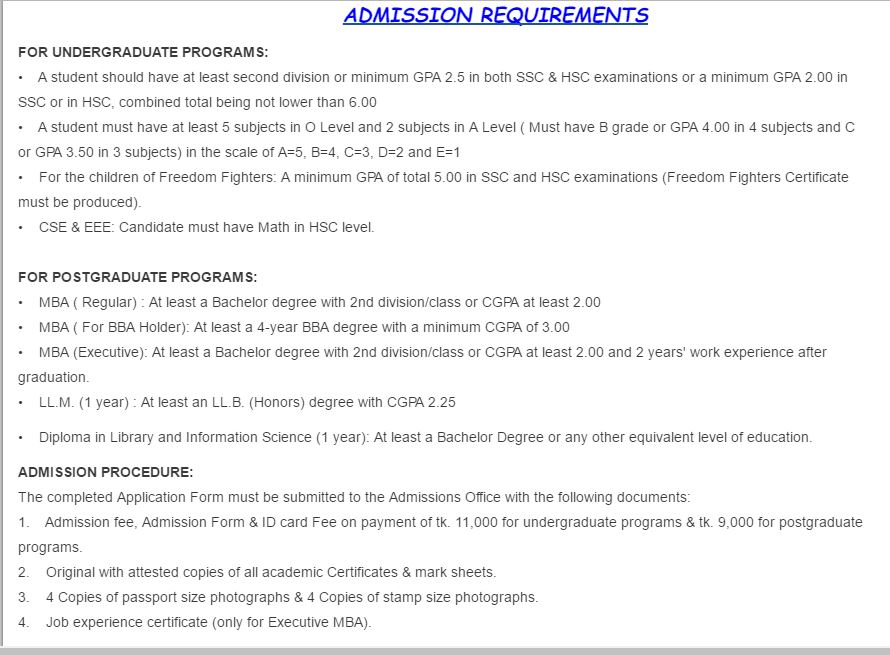 ADMISSION REQUIREMENTS
FOR UNDERGRADUATE PROGRAMS:
• A student should have at least second division or minimum GPA 2.5 in both SSC & HSC examinations or a minimum GPA 2.00 in
SSC or in HSC, combined total being not lower than 6.00
• A student must have at least 5 subjects in O Level and 2 subjects in A Level ( Must have B grade or GPA 4.00 in 4 subjects and C
or GPA 3.50 in 3 subjects) in the scale of A=5, B=4, C=3, D=2 and E=1
• For the children of Freedom Fighters: A minimum GPA of total 5.00 in SSC and HSC examinations (Freedom Fighters Certificate
must be produced).
• CSE & EEE: Candidate must have Math in HSC level.
FOR POSTGRADUATE PROGRAMS:
• MBA ( Regular) : At least a Bachelor degree with 2nd division/class or CGPA at least 2.00
• MBA ( For BBA Holder): At least a 4-year BBA degree with a minimum CGPA of 3.00
• MBA (Executive): At least a Bachelor degree with 2nd division/class or CGPA at least 2.00 and 2 years' work experience after
graduation.
• LL.M. (1 year) : At least an LL.B. (Honors) degree with CGPA 2.25
• Diploma in Library and Information Science (1 year): At least a Bachelor Degree or any other equivalent level of education.
ADMISSION PROCEDURE:
The completed Application Form must be submitted to the Admissions Office with the following documents:
1. Admission fee, Admission Form & ID card Fee on payment of tk. 11,000 for undergraduate programs & tk. 9,000 for postgraduate
programs.
2. Original with attested copies of all academic Certificates & mark sheets.
3. 4 Copies of passport size photographs & 4 Copies of stamp size photographs.
4. Job experience certificate (only for Executive MBA).